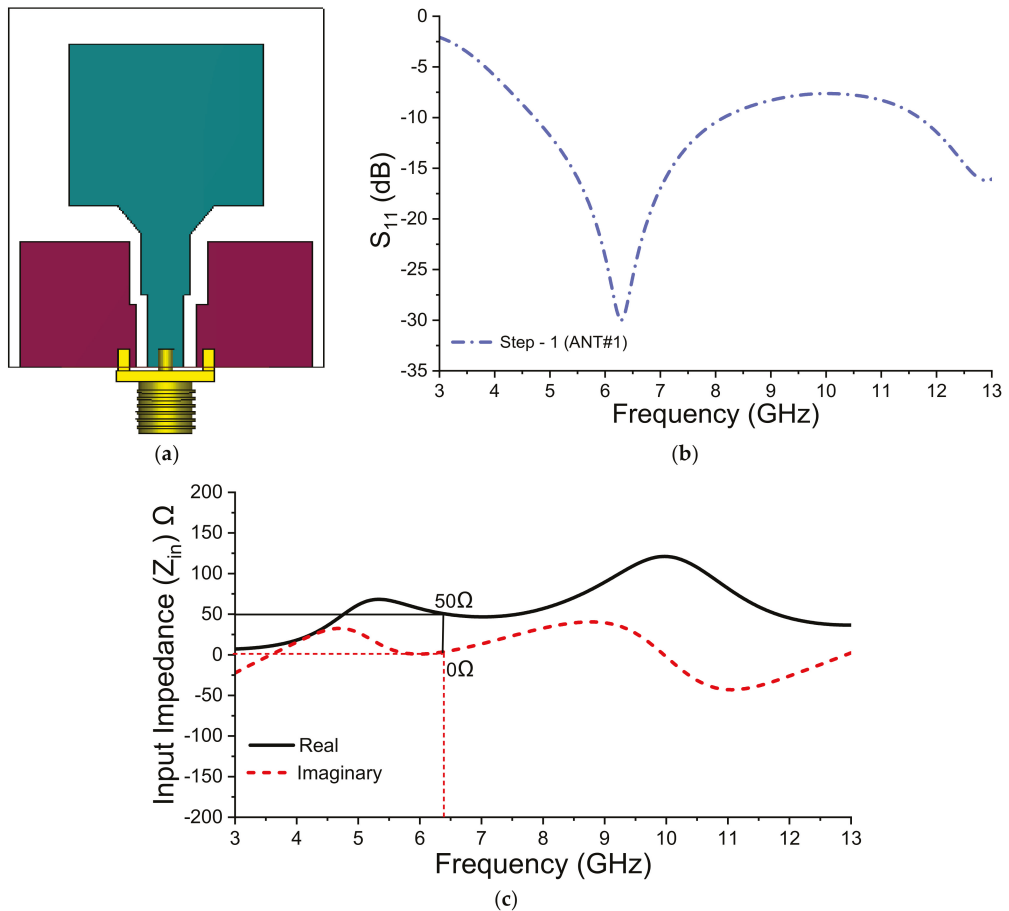 (a)
0
-5
-10
-15
-20
-25
-30
-35
S11 (dB)
Step - 1 (ANT#1)
3 4 5 6 7 8 9 10 11 12 13
Frequency (GHz)
(b)
200
150
100
50
0
-50
-100
-150
-200
Input Impedance (Zin) Ω
50Ω
0Ω
Real
Imaginary
3 4 5 6 7 8 9 10 11 12 13
Frequency (GHz)
(c)